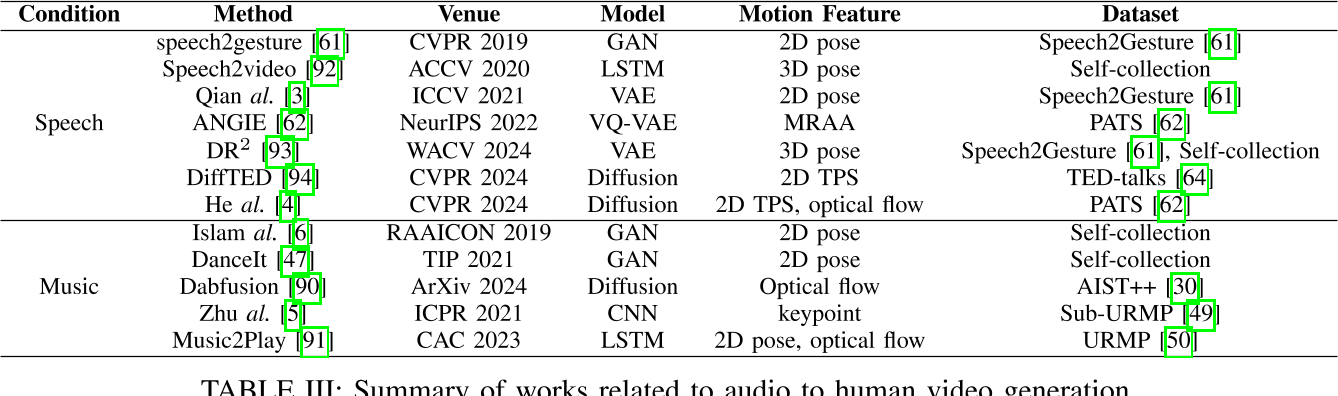 Condition Method Venue Model Motion Feature Dataset
speech2gesture [61] CVPR 2019 GAN 2D pose Speech2Gesture [61]
Speech2video [92] ACCV 2020 LSTM 3D pose Self-collection
Qian al. [3] ICCV 2021 VAE 2D pose Speech2Gesture [61]
Speech ANGIE [62] NeurIPS 2022 VQ-VAE MRAA PATS [62]
DR² [93] WACV 2024 VAE 3D pose Speech2Gesture [61], Self-collection
DiffTED [94] CVPR 2024 Diffusion 2D TPS TED-talks [64]
He al. [4] CVPR 2024 Diffusion 2D TPS, optical flow PATS [62]
Islam al. [6] RAAICON 2019 GAN 2D pose Self-collection
DanceIt [47] TIP 2021 GAN 2D pose Self-collection
Music Dabfusion [90] ArXiv 2024 Diffusion Optical flow AIST++ [30]
Zhu al. [5] ICPR 2021 CNN keypoint Sub-URMP [49]
Music2Play [91] CAC 2023 LSTM 2D pose, optical flow URMP [50]
TABLE III: Summary of works related to audio to human video generation